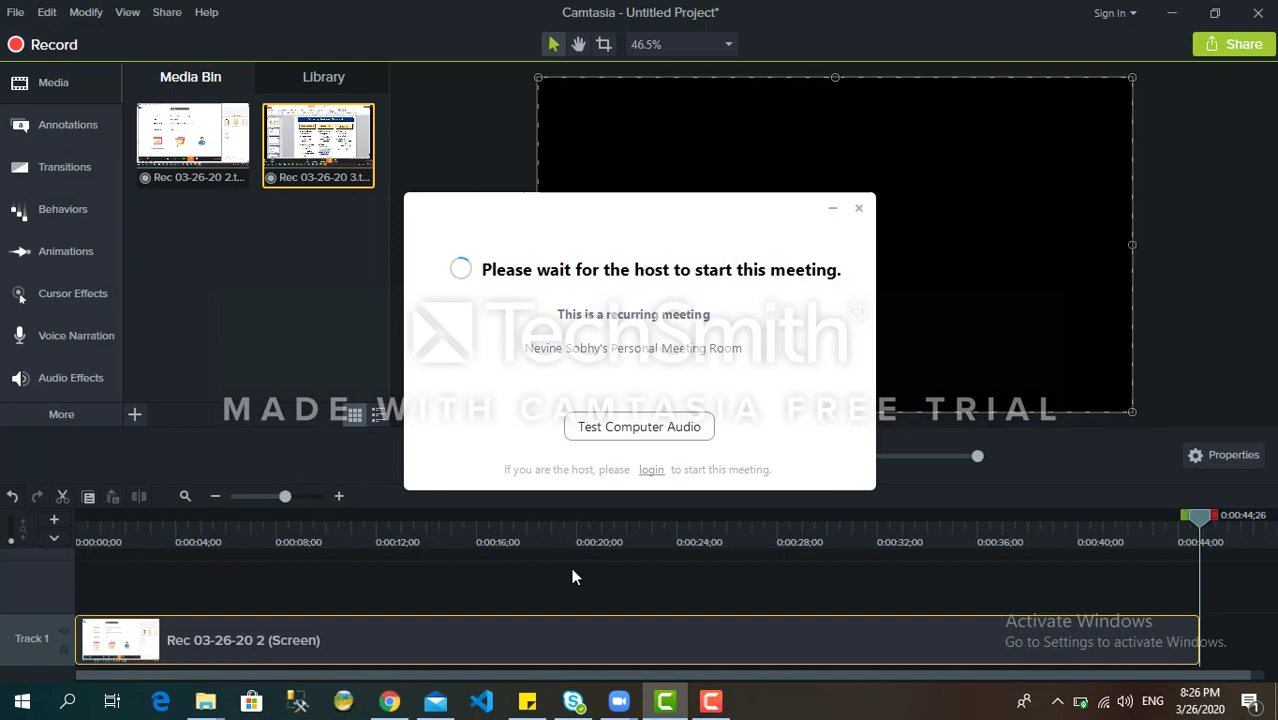 File Edit Modify View Share Help Camtasia - Untitled Project* Sign In
Record 46.5% Share
Media Media Bin Library
Transitions
Behaviors
Animations
Cursor Effects
Voice Narration
Audio Effects
More
Rec 03-26-20 2.t... Rec 03-26-20 3.t...
Please wait for the host to start this meeting.
This is a recurring meeting
Nevine Sobhy's Personal Meeting Room
Test Computer Audio
If you are the host, please login to start this meeting.
TechSmith®
MADE WITH CAMTASIA FREE TRIAL
Properties
0:00:44;26
0:00:00;00 0:00:04;00 0:00:08;00 0:00:12;00 0:00:16;00 0:00:20;00 0:00:24;00 0:00:28;00 0:00:32;00 0:00:36;00 0:00:40;00 0:00:44;00
Track 1 Rec 03-26-20 2 (Screen)
Activate Windows
Go to Settings to activate Windows.
ENG 8:26 PM
3/26/2020